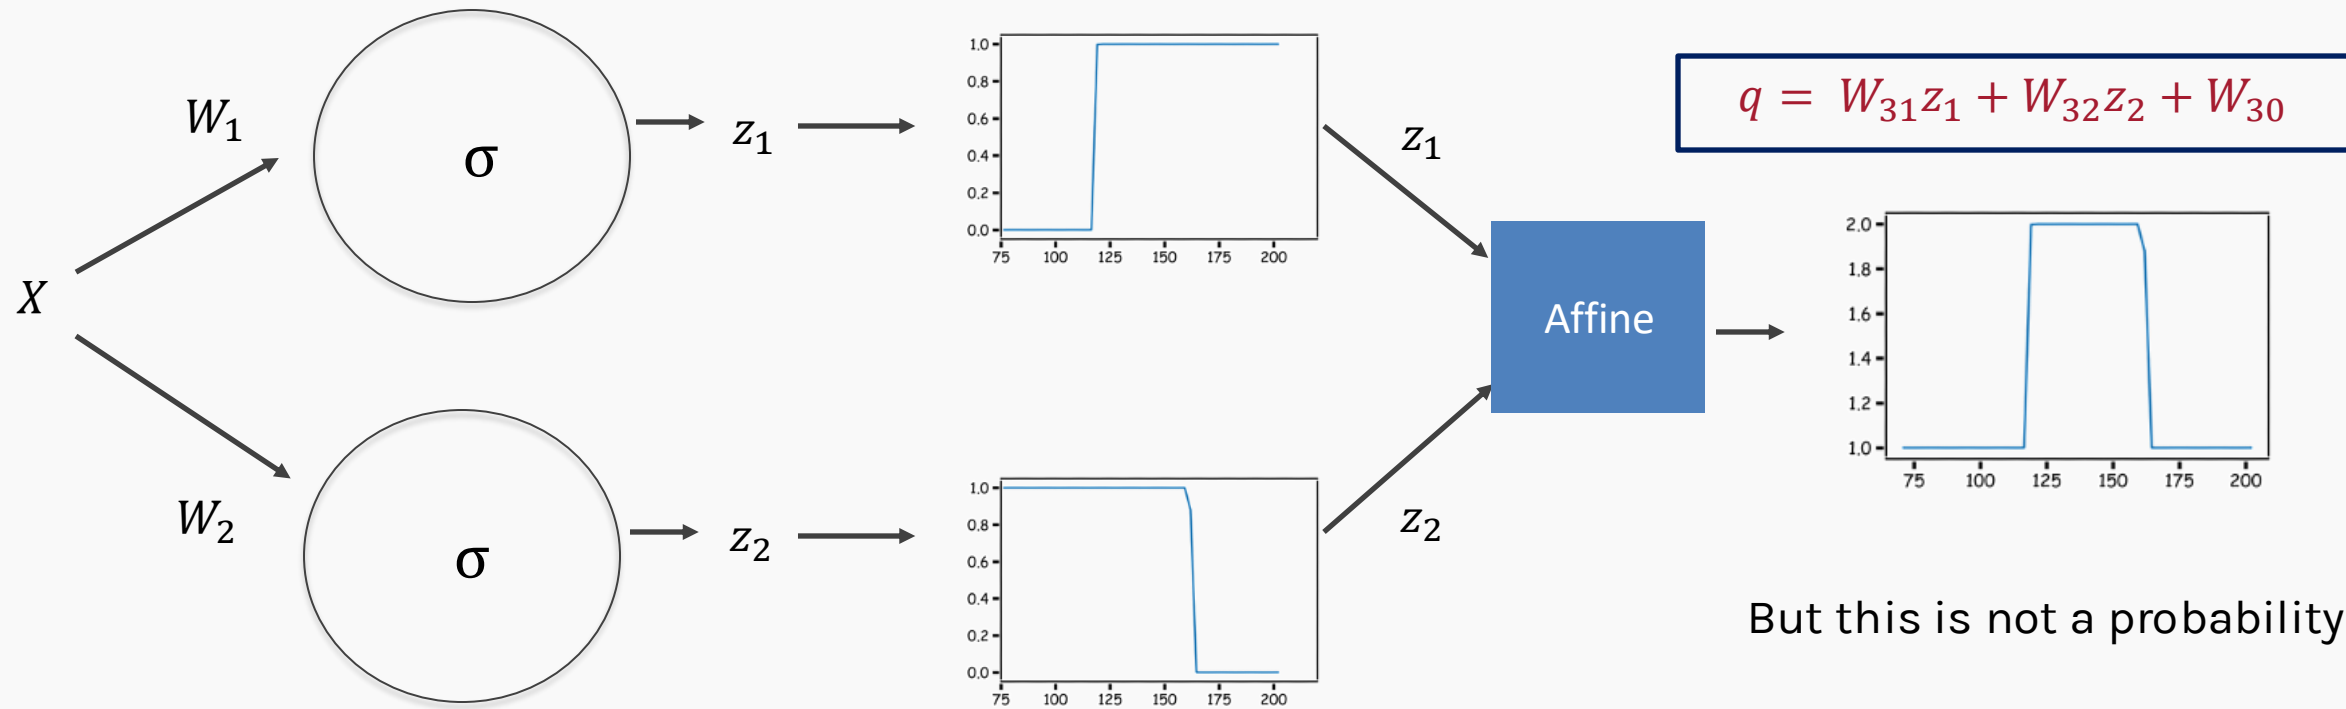 X
W₁
σ
z₁
1.0
0.8
0.6
0.4
0.2
0.0
75 100 125 150 175 200
z₁
W₂
σ
z₂
1.0
0.8
0.6
0.4
0.2
0.0
75 100 125 150 175 200
z₂
Affine
q = W₃₁z₁ + W₃₂z₂ + W₃₀
2.0
1.8
1.6
1.4
1.2
1.0
75 100 125 150 175 200
But this is not a probability